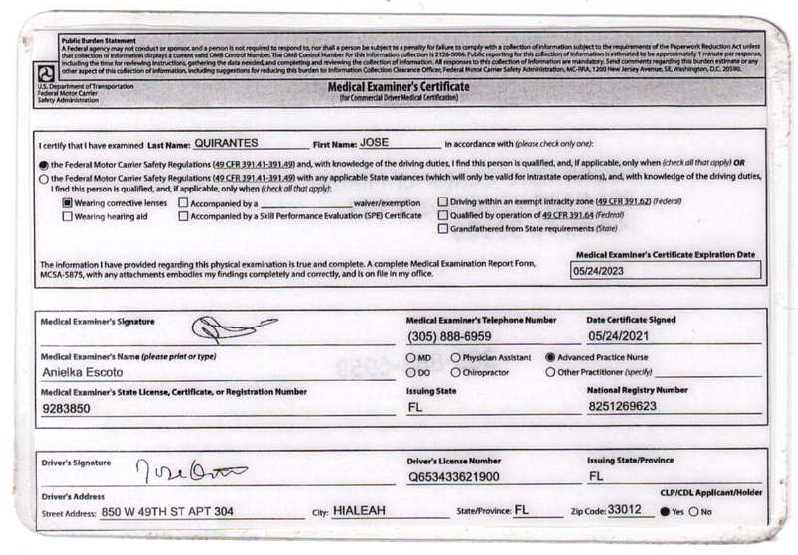 Public Burden Statement
A Federal agency may not conduct or sponsor, and a person is not required to respond to, nor shall a person be subject to a penalty for failure to comply with a collection of information subject to the requirements of the Paperwork Reduction Act unless
that collection of information displays a current valid OMB Control Number. The OMB Control Number for this information collection is 2126-0006. Public reporting for this collection of information is estimated to be approximately 1 minute per response,
including the time for reviewing instructions, gathering the data needed, and completing and reviewing the collection of information. All responses to this collection of information are mandatory. Send comments regarding this burden estimate or any
other aspect of this collection of information, including suggestions for reducing this burden to: Information Collection Clearance Officer, Federal Motor Carrier Safety Administration, MC-RRA, 1200 New Jersey Avenue, SE, Washington, D.C. 20590.
U.S. Department of Transportation
Federal Motor Carrier
Safety Administration
Medical Examiner's Certificate
(for Commercial Driver Medical Certification)
I certify that I have examined Last Name: QUIRANTES First Name: JOSE in accordance with (please check only one):
the Federal Motor Carrier Safety Regulations (49 CFR 391.41-391.49) and, with knowledge of the driving duties, I find this person is qualified, and, if applicable, only when (check all that apply) OR
the Federal Motor Carrier Safety Regulations (49 CFR 391.41-391.49) with any applicable State variances (which will only be valid for intrastate operations), and, with knowledge of the driving duties,
I find this person is qualified, and, if applicable, only when (check all that apply):
Wearing corrective lenses Accompanied by a waiver/exemption Driving within an exempt intracity zone (49 CFR 391.62) (Federal)
Wearing hearing aid Accompanied by a Skill Performance Evaluation (SPE) Certificate Qualified by operation of 49 CFR 391.64 (Federal)
Grandfathered from State requirements (State)
Medical Examiner's Certificate Expiration Date
The information I have provided regarding this physical examination is true and complete. A complete Medical Examination Report Form,
MCSA-5875, with any attachments embodies my findings completely and correctly, and is on file in my office.
05/24/2023
Medical Examiner's Signature Medical Examiner's Telephone Number Date Certificate Signed
(305) 888-6959 05/24/2021
Medical Examiner's Name (please print or type) MD Physician Assistant Advanced Practice Nurse
Anielka Escoto DO Chiropractor Other Practitioner (specify)
Medical Examiner's State License, Certificate, or Registration Number Issuing State National Registry Number
9283850 FL 8251269623
Driver's Signature Driver's License Number Issuing State/Province
Q653433621900 FL
Driver's Address CLP/CDL Applicant/Holder
Street Address: 850 W 49TH ST APT 304 City: HIALEAH State/Province: FL Zip Code: 33012 Yes No